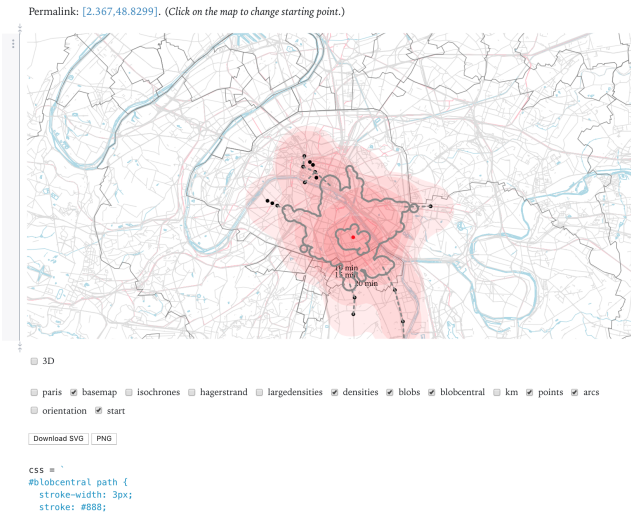 Permalink: [2.367,48.8299]. (Click on the map to change starting point.)
10 min
15 min
20 min
3D
paris basemap isochrones hagerstrand largedensities densities blobs blobcentral km points arcs
orientation start
Download SVG PNG
css = `
#blobcentral path {
stroke-width: 3px;
stroke: #888;